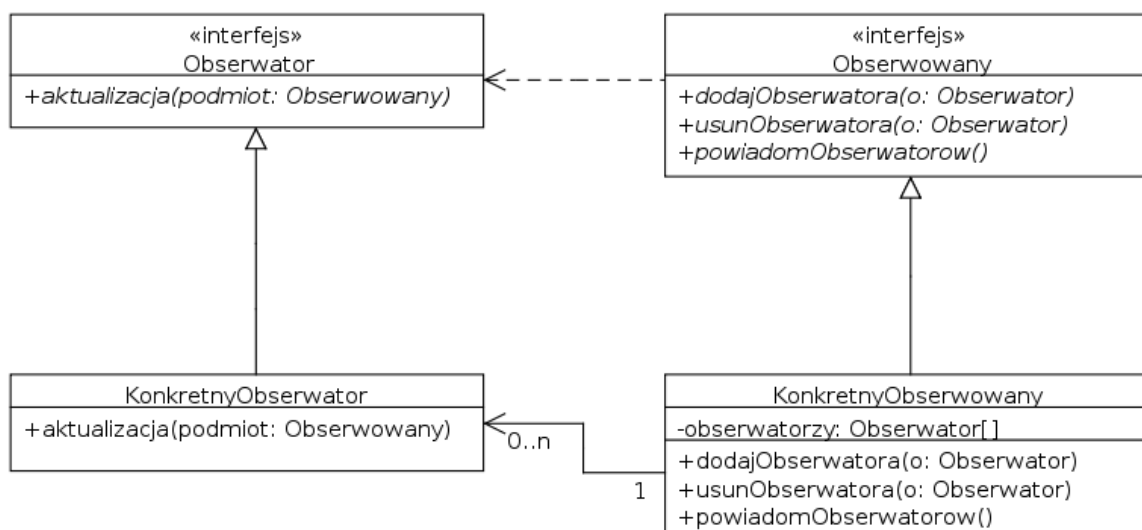 «interfejs»
Obserwator
+aktualizacja(podmiot: Obserwowany)
«interfejs»
Obserwowany
+dodajObserwatora(o: Obserwator)
+usunObserwatora(o: Obserwator)
+powiadomObserwatorow()
KonkretnyObserwator
+aktualizacja(podmiot: Obserwowany)
0..n
1
KonkretnyObserwowany
-obserwatorzy: Obserwator[]
+dodajObserwatora(o: Obserwator)
+usunObserwatora(o: Obserwator)
+powiadomObserwatorow()